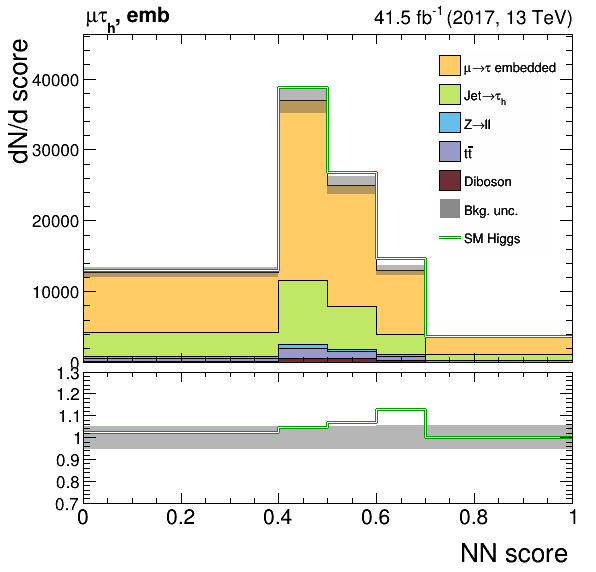 μτh, emb
41.5 fb⁻¹ (2017, 13 TeV)
dN/d score
40000
30000
20000
10000
0
μ→τ embedded
Jet→τh
Z→ll
tt̅
Diboson
Bkg. unc.
SM Higgs
1.3
1.2
1.1
1
0.9
0.8
0.7
0 0.2 0.4 0.6 0.8 1
NN score